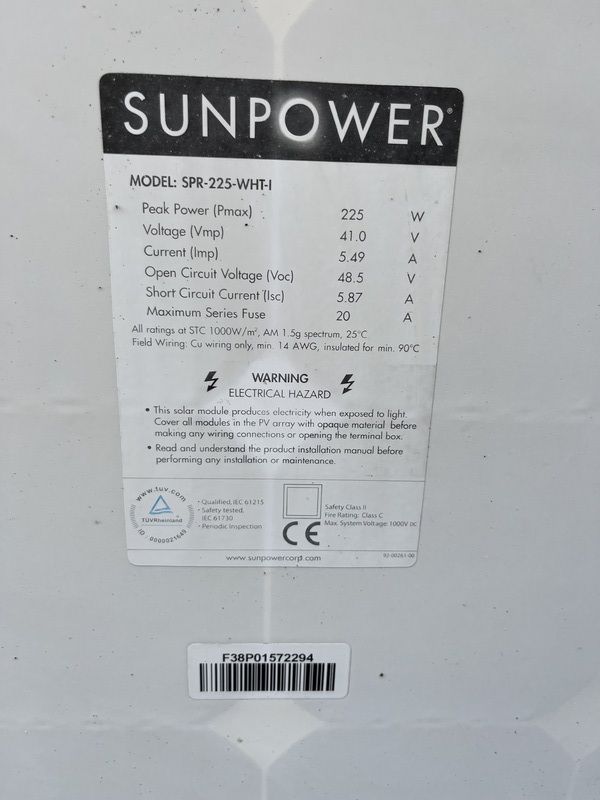 SUNPOWER®
MODEL: SPR-225-WHT-I
Peak Power (Pmax) 225 W
Voltage (Vmp) 41.0 V
Current (Imp) 5.49 A
Open Circuit Voltage (Voc) 48.5 V
Short Circuit Current (Isc) 5.87 A
Maximum Series Fuse 20 A
All ratings at STC 1000W/m², AM 1.5g spectrum, 25°C
Field Wiring: Cu wiring only, min. 14 AWG, insulated for min. 90°C
WARNING
ELECTRICAL HAZARD
• This solar module produces electricity when exposed to light.
Cover all modules in the PV array with opaque material before
making any wiring connections or opening the terminal box.
• Read and understand the product installation manual before
performing any installation or maintenance.
www.tuv.com
TÜVRheinland
ID: 0000021649
• Qualified, IEC 61215
• Safety tested,
IEC 61730
• Periodic Inspection
CE
Safety Class II
Fire Rating: Class C
Max. System Voltage: 1000V DC
www.sunpowercorp.com
F38P01572294